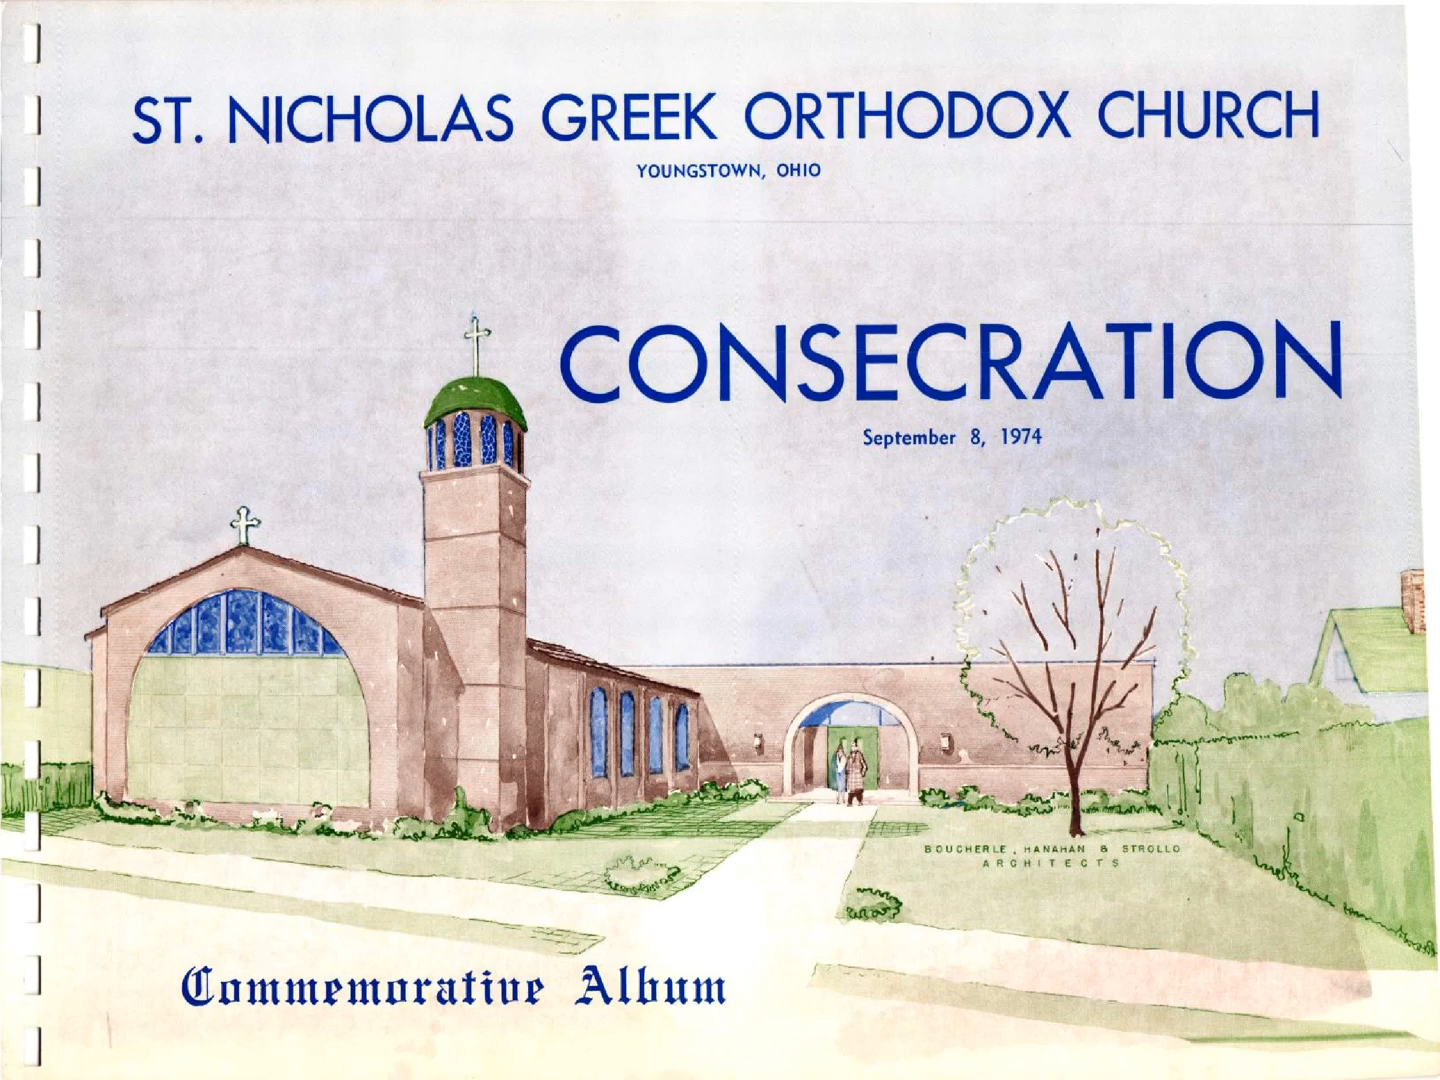 ST. NICHOLAS GREEK ORTHODOX CHURCH
YOUNGSTOWN, OHIO
CONSECRATION
September 8, 1974
BOUCHERLE, HANAHAN & STROLLO
ARCHITECTS
Commemorative Album